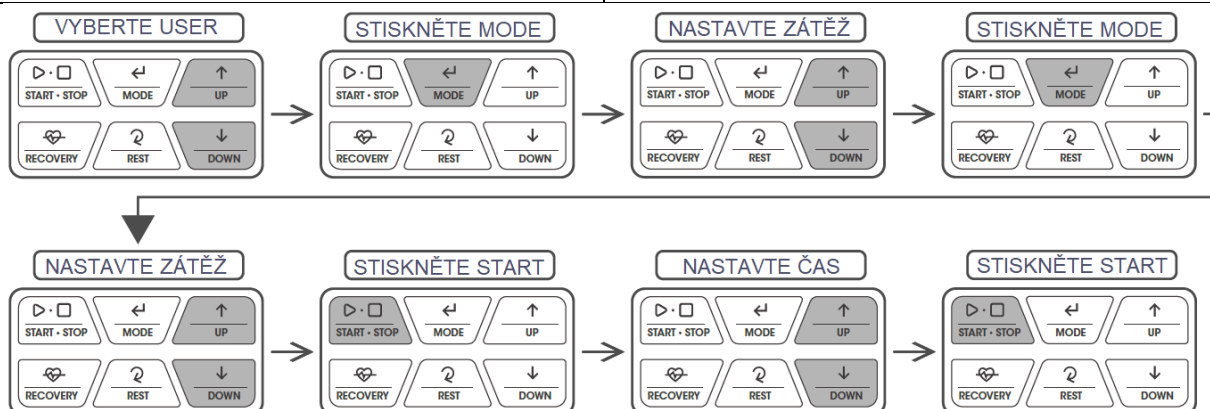 VYBERTE USER
START • STOP
MODE
UP
RECOVERY
REST
DOWN
STISKNĚTE MODE
START • STOP
MODE
UP
RECOVERY
REST
DOWN
NASTAVTE ZÁTĚŽ
START • STOP
MODE
UP
RECOVERY
REST
DOWN
STISKNĚTE MODE
START • STOP
MODE
UP
RECOVERY
REST
DOWN
NASTAVTE ZÁTĚŽ
START • STOP
MODE
UP
RECOVERY
REST
DOWN
STISKNĚTE START
START • STOP
MODE
UP
RECOVERY
REST
DOWN
NASTAVTE ČAS
START • STOP
MODE
UP
RECOVERY
REST
DOWN
STISKNĚTE START
START • STOP
MODE
UP
RECOVERY
REST
DOWN